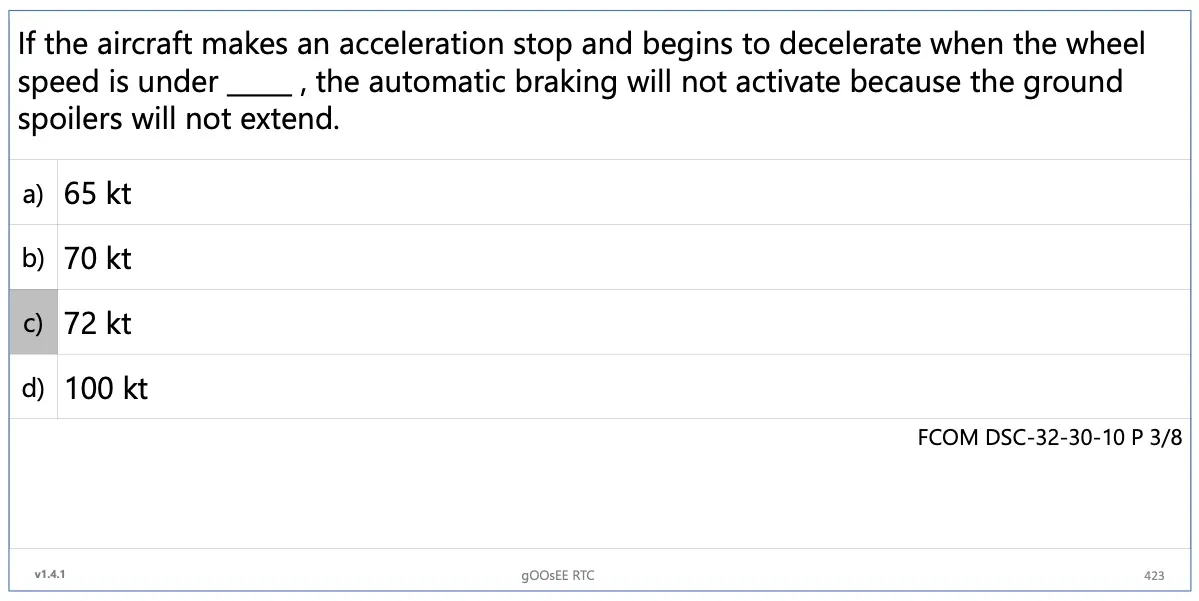 If the aircraft makes an acceleration stop and begins to decelerate when the wheel
speed is under _____ , the automatic braking will not activate because the ground
spoilers will not extend.
a) 65 kt
b) 70 kt
c) 72 kt
d) 100 kt
FCOM DSC-32-30-10 P 3/8
v1.4.1 gOOsEE RTC 423